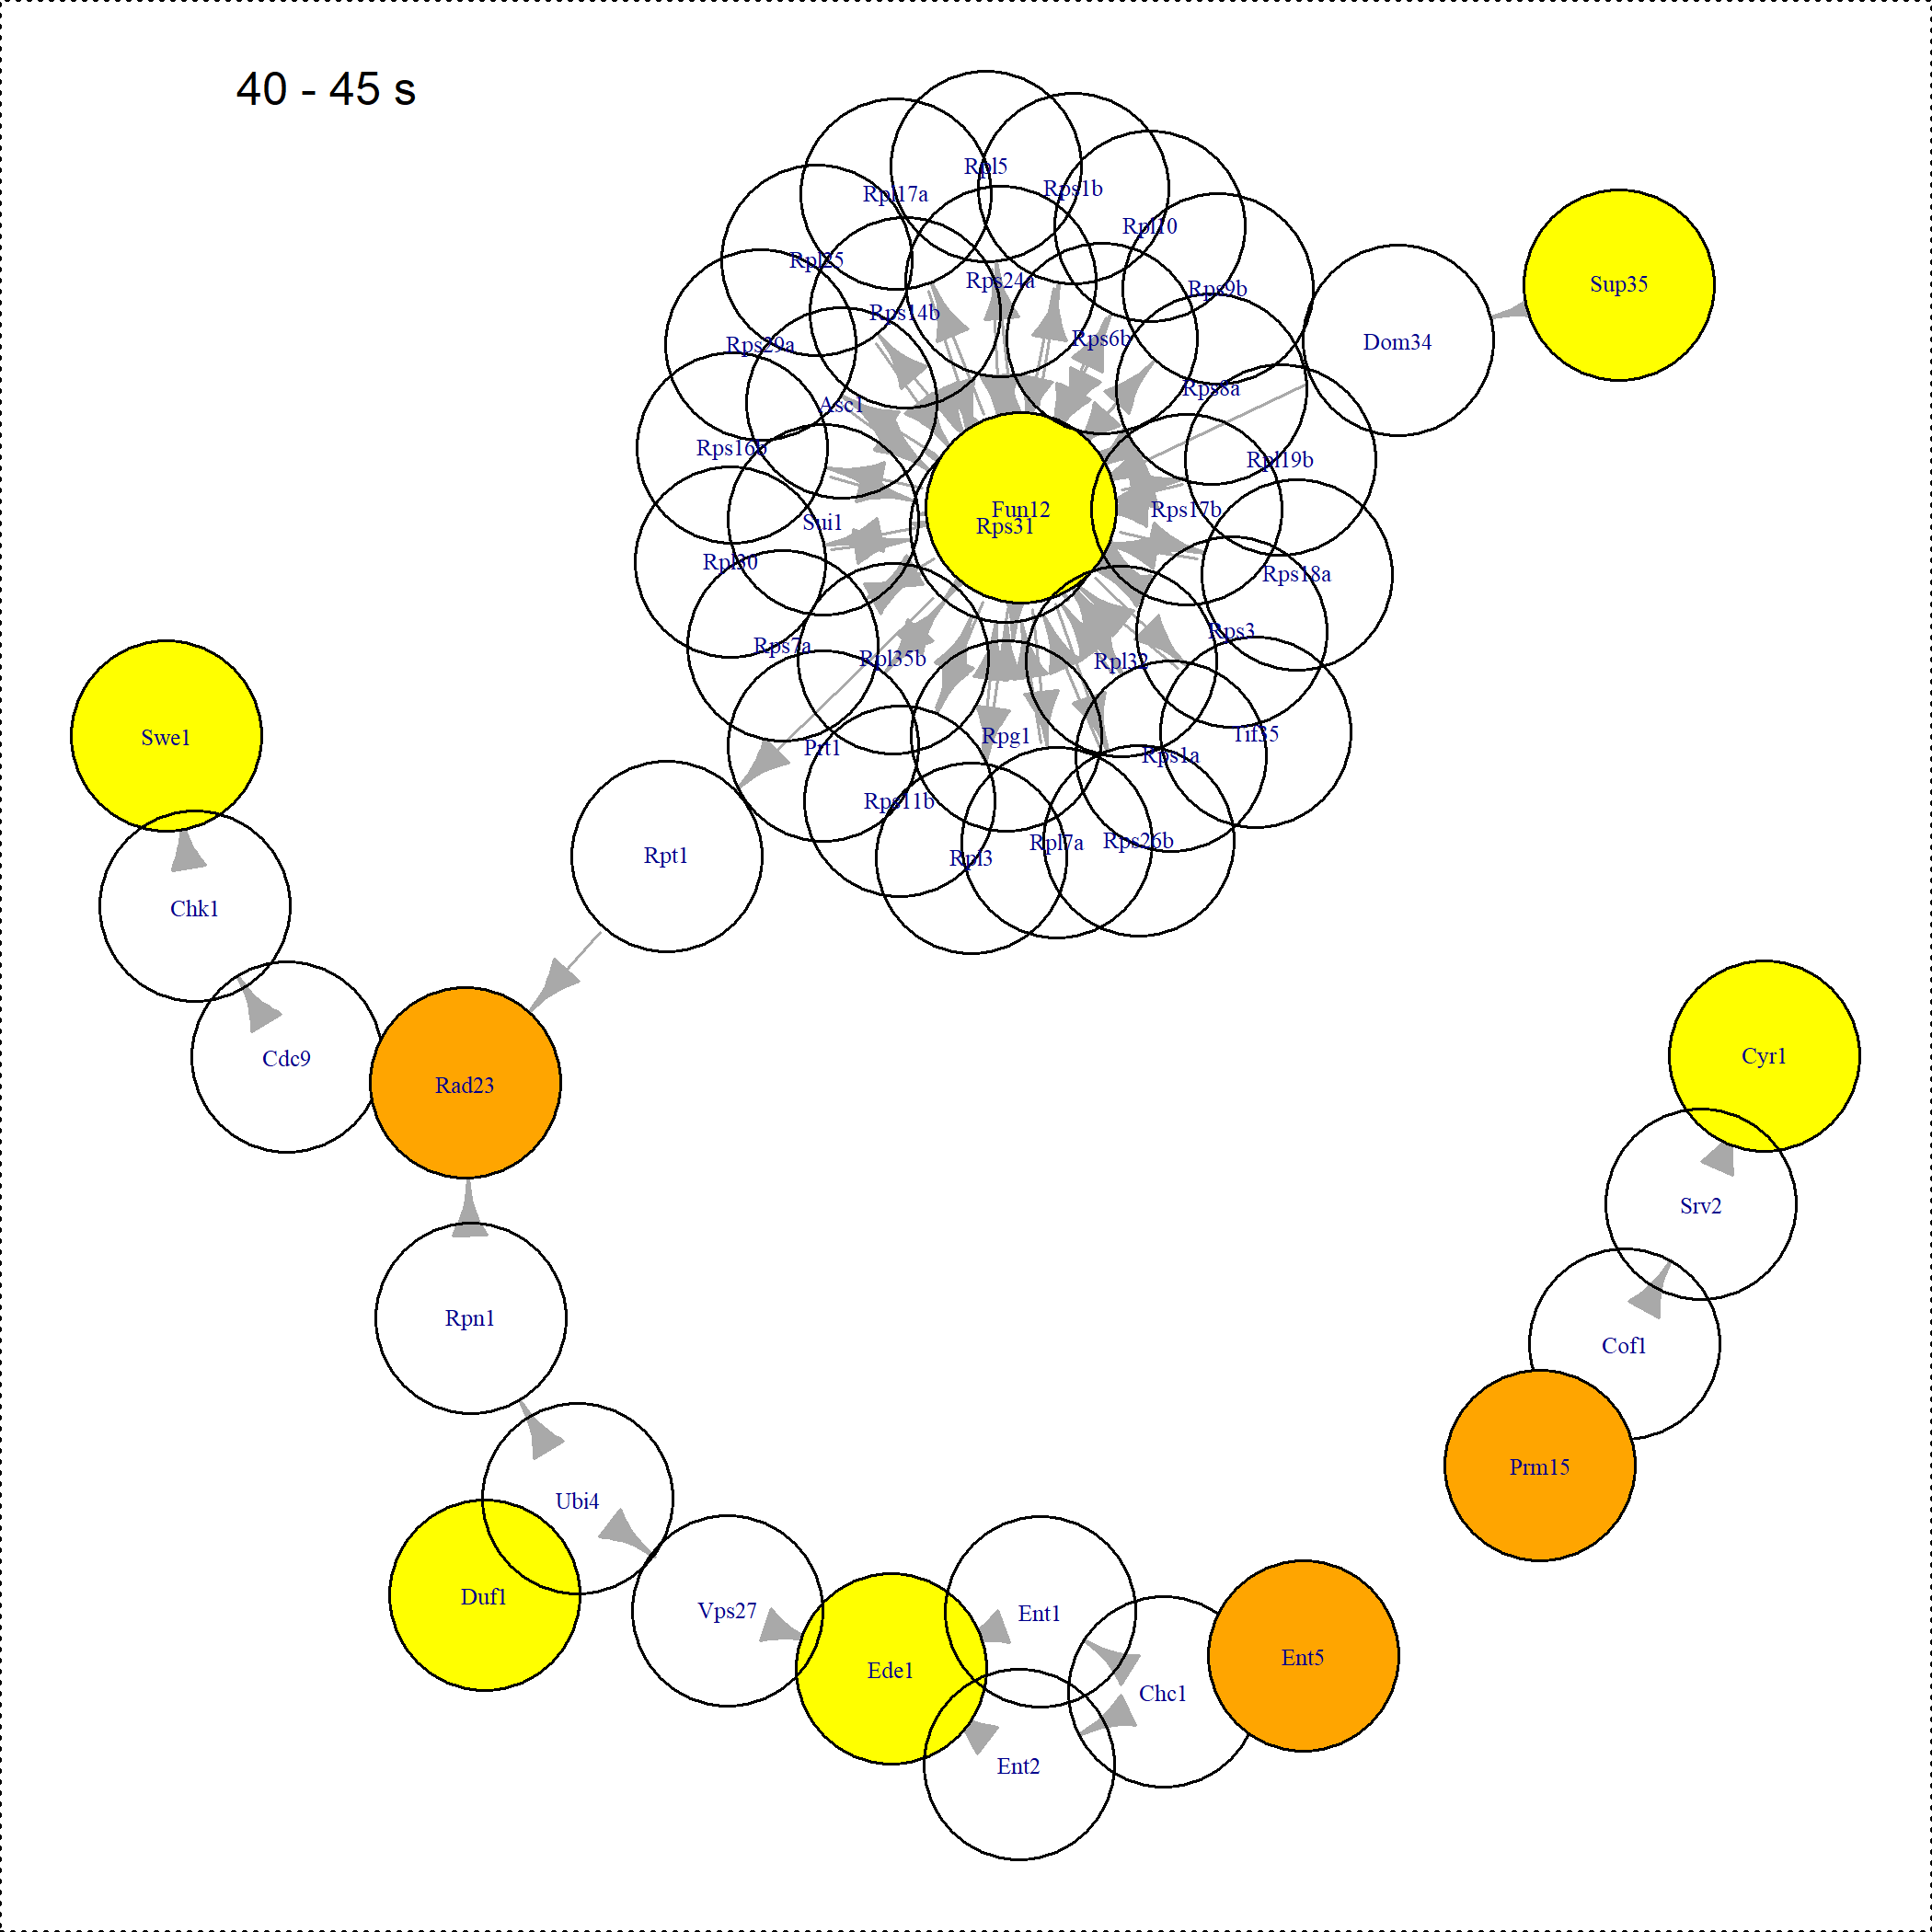 40 - 45 s
Rpl5
Rps1b
Rpl17a
Rpl10
Rpl25
Rps24a
Sup35
Rps9b
Rps14b
Rps6b
Dom34
Rps29a
Rps8a
Asc1
Rps16b
Rpl19b
Fun12
Rps17b
Sui1
Rps31
Rpl30
Rps18a
Rps3
Rps7a
Rpl35b
Rpl32
Tif35
Rpg1
Swe1
Prt1
Rps1a
Rps11b
Rps26b
Rpl7a
Rpt1
Rpl3
Chk1
Cyr1
Cdc9
Rad23
Srv2
Rpn1
Cof1
Prm15
Ubi4
Duf1
Vps27
Ent1
Ent5
Ede1
Chc1
Ent2